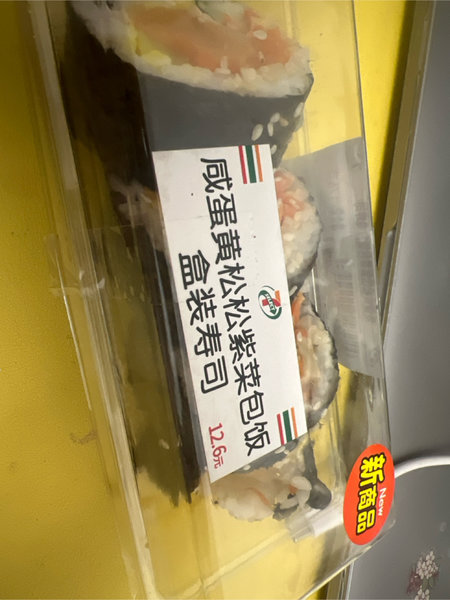 咸蛋黄松松紫菜包饭
盒装寿司
12.6元
New
新商品